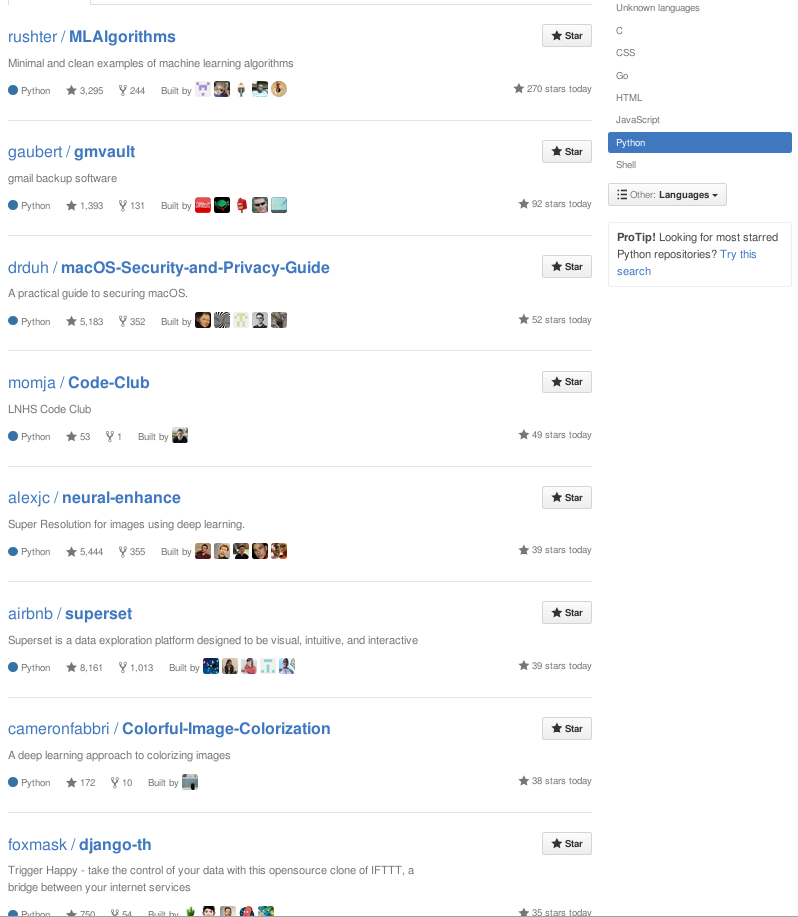 rushter / MLAlgorithms
Star
Minimal and clean examples of machine learning algorithms
Python 3,295 244 Built by 270 stars today
gaubert / gmvault
Star
gmail backup software
Python 1,393 131 Built by 92 stars today
drduh / macOS-Security-and-Privacy-Guide
Star
A practical guide to securing macOS.
Python 5,183 352 Built by 52 stars today
momja / Code-Club
Star
LNHS Code Club
Python 53 1 Built by 49 stars today
alexjc / neural-enhance
Star
Super Resolution for images using deep learning.
Python 5,444 355 Built by 39 stars today
airbnb / superset
Star
Superset is a data exploration platform designed to be visual, intuitive, and interactive
Python 8,161 1,013 Built by 39 stars today
cameronfabbri / Colorful-Image-Colorization
Star
A deep learning approach to colorizing images
Python 172 10 Built by 38 stars today
foxmask / django-th
Star
Trigger Happy - take the control of your data with this opensource clone of IFTTT, a
bridge between your internet services
Python 750 54 Built by 35 stars today
Unknown languages
C
CSS
Go
HTML
JavaScript
Python
Shell
Other: Languages
ProTip! Looking for most starred
Python repositories? Try this
search